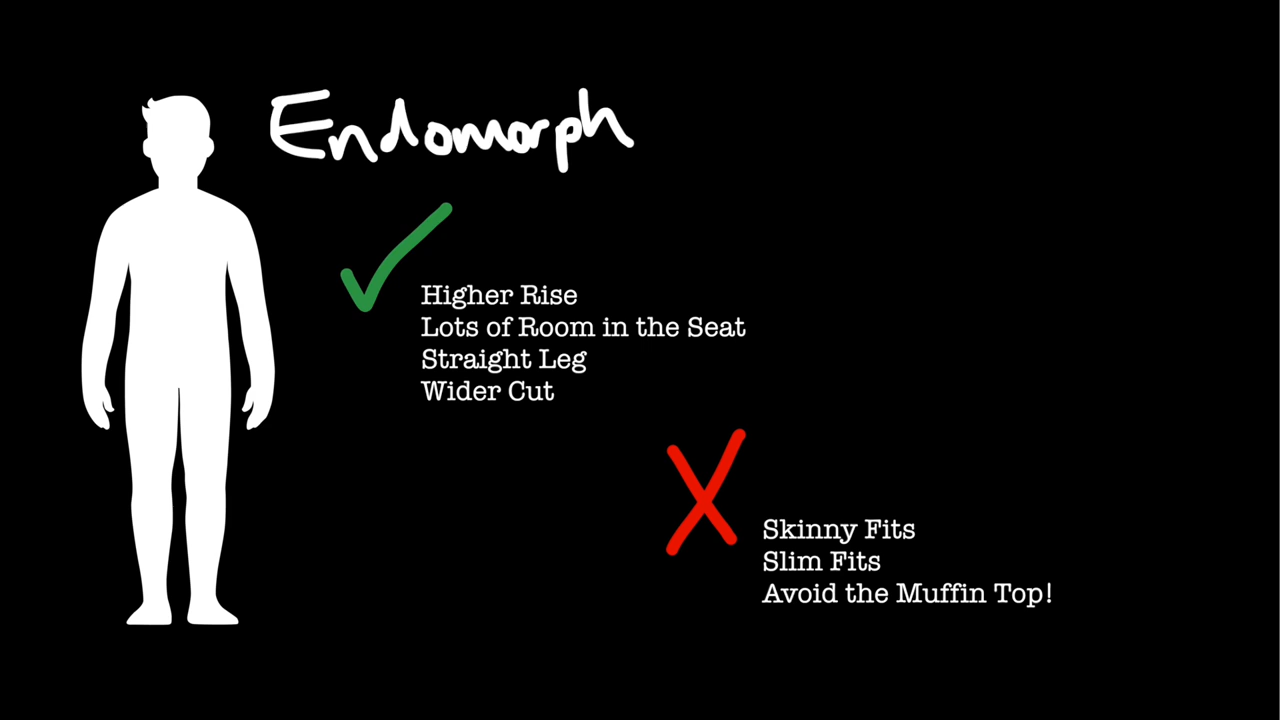 Endomorph
Higher Rise
Lots of Room in the Seat
Straight Leg
Wider Cut
Skinny Fits
Slim Fits
Avoid the Muffin Top!